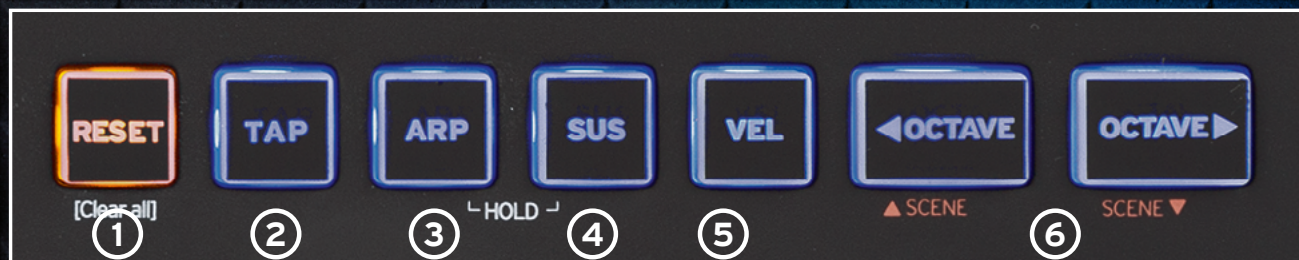 RESET TAP ARP SUS VEL ◀OCTAVE OCTAVE▶
[Clear all] └ HOLD ┘ ▲ SCENE SCENE ▼
1 2 3 4 5 6